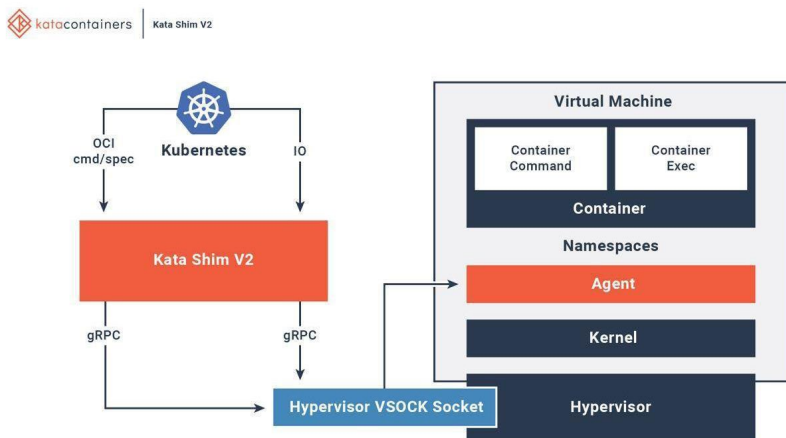 katacontainers
Kata Shim V2
Kubernetes
OCI
cmd/spec
IO
Kata Shim V2
gRPC
gRPC
Hypervisor VSOCK Socket
Virtual Machine
Container
Command
Container
Exec
Container
Namespaces
Agent
Kernel
Hypervisor